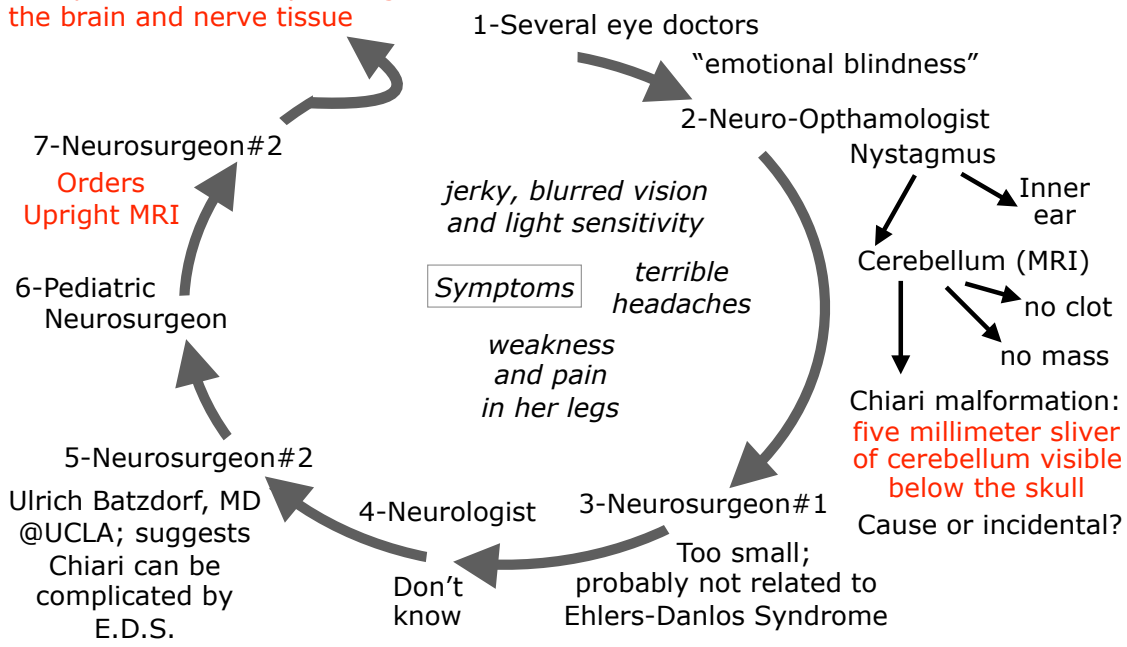 the brain and nerve tissue
1-Several eye doctors
“emotional blindness”
2-Neuro-Opthamologist
Nystagmus
Inner
ear
Cerebellum (MRI)
no clot
no mass
Chiari malformation:
five millimeter sliver
of cerebellum visible
below the skull
Cause or incidental?
3-Neurosurgeon#1
Too small;
probably not related to
Ehlers-Danlos Syndrome
4-Neurologist
Don’t
know
5-Neurosurgeon#2
Ulrich Batzdorf, MD
@UCLA; suggests
Chiari can be
complicated by
E.D.S.
6-Pediatric
Neurosurgeon
7-Neurosurgeon#2
Orders
Upright MRI
jerky, blurred vision
and light sensitivity
Symptoms
terrible
headaches
weakness
and pain
in her legs